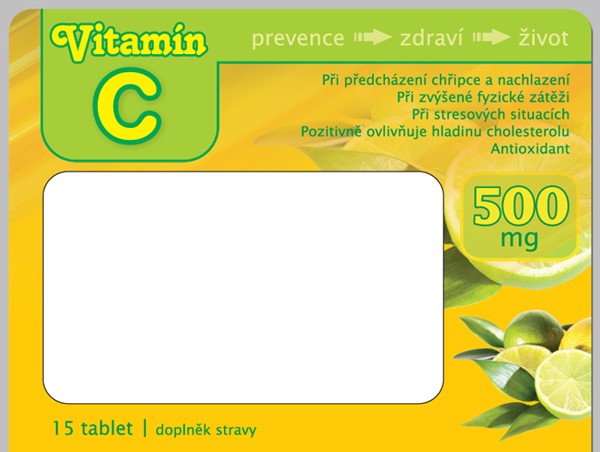 Vitamín
C
prevence zdraví život
Při předcházení chřipce a nachlazení
Při zvýšené fyzické zátěži
Při stresových situacích
Pozitivně ovlivňuje hladinu cholesterolu
Antioxidant
500
mg
15 tablet | doplněk stravy